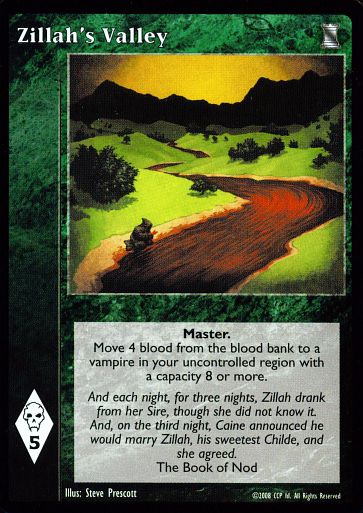 Zillah's Valley
Master.
Move 4 blood from the blood bank to a
vampire in your uncontrolled region with
a capacity 8 or more.
And each night, for three nights, Zillah drank
from her Sire, though she did not know it.
And, on the third night, Caine announced he
would marry Zillah, his sweetest Childe, and
she agreed.
The Book of Nod
5
Illus: Steve Prescott
©2008 CCP hf. All Rights Reserved